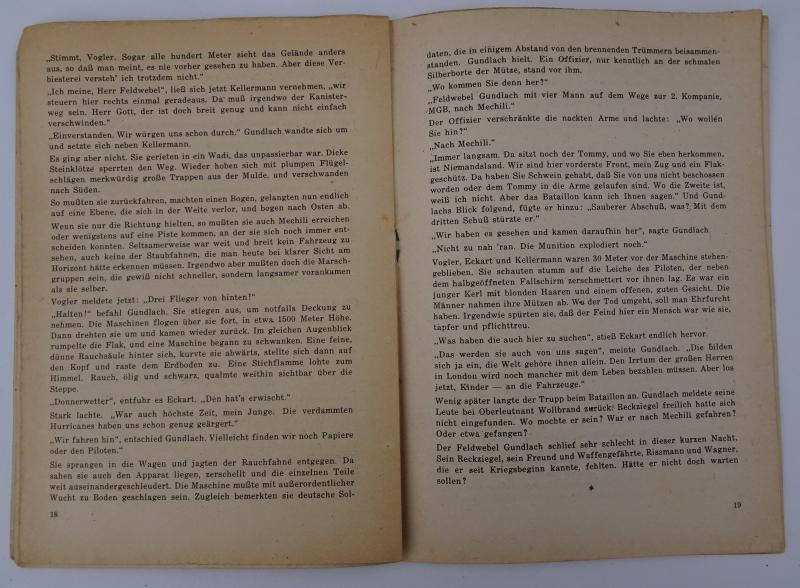 „Stimmt, Vogler. Sogar alle hundert Meter sieht das Gelände anders
aus, so daß man meint, es nie vorher gesehen zu haben. Aber diese Ver-
biesterei versteh' ich trotzdem nicht."
„Ich meine, Herr Feldwebel", ließ sich jetzt Kellermann vernehmen, „wir
steuern hier rechts einmal geradeaus. Da muß irgendwo der Kanister-
weg sein. Herr Gott, der ist doch breit genug und kann nicht einfach
verschwinden."
„Einverstanden. Wir würgen uns schon durch." Gundlach wandte sich um
und setzte sich neben Kellermann.
Es ging aber nicht. Sie gerieten in ein Wadi, das unpassierbar war. Dicke
Steinklötze sperrten den Weg. Wieder hoben sich mit plumpen Flügel-
schlägen merkwürdig große Trappen aus der Mulde. und verschwanden
nach Süden.
So mußten sie zurückfahren, machten einen Bogen, gelangten nun endlich
auf eine Ebene, die sich in der Weite verlor, und bogen nach Osten ab.
Wenn sie nur die Richtung hielten, so mußten sie auch Mechili erreichen
oder wenigstens auf eine Piste kommen, an der sie sich noch immer ent-
scheiden konnten. Seltsamerweise war weit und breit kein Fahrzeug zu
sehen, auch keine der Staubfahnen, die man heute bei klarer Sicht am
Horizont hätte erkennen müssen. Irgendwo aber mußten doch die Marsch-
gruppen sein, die gewiß nicht schneller, sondern langsamer vorankamen
als sie selber.
Vogler meldete jetzt: „Drei Flieger von hinten!"
„Halten!" befahl Gundlach. Sie stiegen aus, um notfalls Deckung zu
nehmen. Die Maschinen flogen über sie fort, in etwa 1500 Meter Höhe.
Dann drehten sie um und kamen wieder zurück. Im gleichen Augenblick
rumpelte die Flak, und eine Maschine begann zu schwanken. Eine feine,
dünne Rauchsäule hinter sich, kurvte sie abwärts, stellte sich dann auf
den Kopf und raste dem Erdboden zu. Eine Stichflamme lohte zum
Himmel. Rauch, ölig und schwarz, qualmte weithin sichtbar über die
Steppe.
„Donnerwetter", entfuhr es Eckart. „Den hat's erwischt."
Stark lachte. „War auch höchste Zeit, mein Junge. Die verdammten
Hurricanes haben uns schon genug geärgert."
„Wir fahren hin", entschied Gundlach. Vielleicht finden wir noch Papiere
oder den Piloten."
Sie sprangen in die Wagen und jagten der Rauchfahne entgegen. Da
sahen sie auch den Apparat liegen, zerschellt und die einzelnen Teile
weit auseinandergeschleudert. Die Maschine mußte mit außerordentlicher
Wucht zu Boden geschlagen sein. Zugleich bemerkten sie deutsche Sol-
18
daten, die in einigem Abstand von den brennenden Trümmern beisammen-
standen. Gundlach hielt. Ein Offizier, nur kenntlich an der schmalen
Silberborte der Mütze, stand vor ihm.
„Wo kommen Sie denn her?"
„Feldwebel Gundlach mit vier Mann auf dem Wege zur 2. Kompanie,
MGB, nach Mechili."
Der Offizier verschränkte die nackten Arme und lachte: „Wo wollen
Sie hin?"
„Nach Mechili."
„Immer langsam. Da sitzt noch der Tommy, und wo Sie eben herkommen,
ist Niemandsland. Wir sind hier vorderste Front, mein Zug und ein Flak-
geschütz. Da haben Sie Schwein gehabt, daß Sie von uns nicht beschossen
worden oder dem Tommy in die Arme gelaufen sind. Wo die Zweite ist,
weiß ich nicht. Aber das Bataillon kann ich Ihnen sagen." Und Gund-
lachs Blick folgend, fügte er hinzu: „Sauberer Abschuß, was? Mit dem
dritten Schuß stürzte er."
„Wir haben es gesehen und kamen daraufhin her", sagte Gundlach.
„Nicht zu nah 'ran. Die Munition explodiert noch."
Vogler, Eckart und Kellermann waren 30 Meter vor der Maschine stehen-
geblieben. Sie schauten stumm auf die Leiche des Piloten, der neben
dem halbgeöffneten Fallschirm zerschmettert vor ihnen lag. Es war ein
junger Kerl mit blonden Haaren und einem offenen, guten Gesicht. Die
Männer nahmen ihre Mützen ab. Wo der Tod umgeht, soll man Ehrfurcht
haben. Irgendwie spürten sie, daß der Feind hier ein Mensch war wie sie,
tapfer und pflichttreu.
„Was haben die auch hier zu suchen", stieß Eckart endlich hervor.
„Das werden sie auch von uns sagen", meinte Gundlach. „Die bilden
sich ja ein, die Welt gehöre ihnen allein. Den Irrtum der großen Herren
in London wird noch mancher mit dem Leben bezahlen müssen. Aber los
jetzt, Kinder — an die Fahrzeuge."
Wenig später langte der Trupp beim Bataillon an. Gundlach meldete seine
Leute bei Oberleutnant Wollbrand zurück. Reckziegel freilich hatte sich
nicht eingefunden. Wo mochte er sein? War er nach Mechili gefahren?
Oder etwa gefangen?
Der Feldwebel Gundlach schlief sehr schlecht in dieser kurzen Nacht.
Sein Reckziegel, sein Freund und Waffengefährte, Rissmann und Wagner,
die er seit Kriegsbeginn kannte, fehlten. Hätte er nicht doch warten
sollen?
*
19